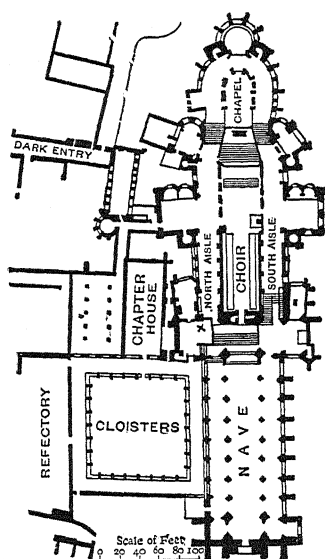 CHAPEL
DARK ENTRY
NORTH AISLE
CHOIR
SOUTH AISLE
CHAPTER
HOUSE
X
REFECTORY
CLOISTERS
NAVE
Scale of Feet
0 20 40 60 80 100